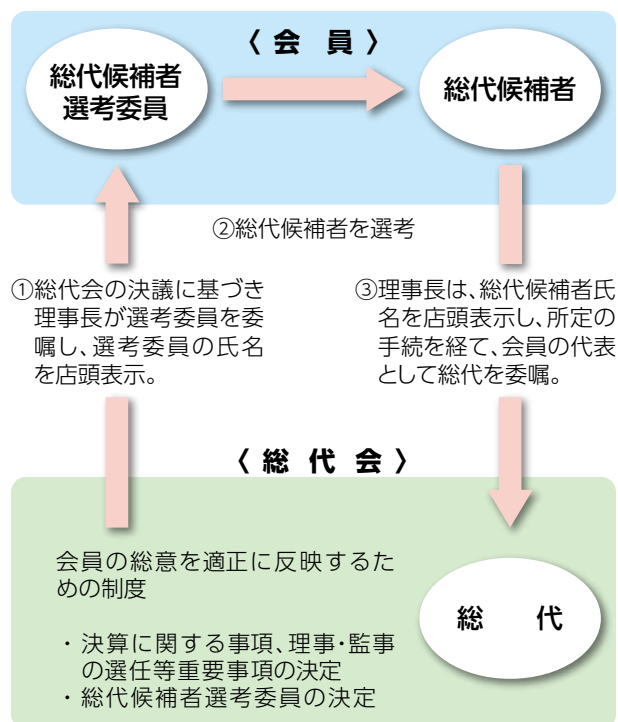 〈 会 員 〉
総代候補者
選考委員
総代候補者
②総代候補者を選考
①総代会の決議に基づき
理事長が選考委員を委
嘱し、選考委員の氏名
を店頭表示。
③理事長は、総代候補者氏
名を店頭表示し、所定の
手続を経て、会員の代表
として総代を委嘱。
〈 総 代 会 〉
会員の総意を適正に反映するた
めの制度
・決算に関する事項、理事・監事
の選任等重要事項の決定
・総代候補者選考委員の決定
総 代